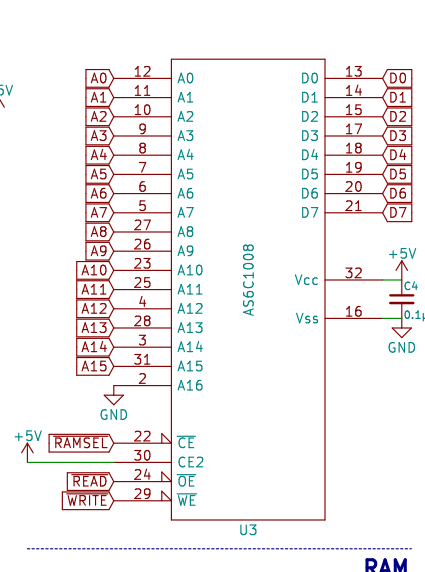 5V
A0 12 A0 D0 13 D0
A1 11 A1 D1 14 D1
A2 10 A2 D2 15 D2
A3 9 A3 D3 17 D3
A4 8 A4 D4 18 D4
A5 7 A5 D5 19 D5
A6 6 A6 D6 20 D6
A7 5 A7 D7 21 D7
A8 27 A8
A9 26 A9
A10 23 A10
A11 25 A11
A12 4 A12
A13 28 A13
A14 3 A14
A15 31 A15
2 A16
GND
AS6C1008
+5V
Vcc 32
C4
0.1µ
Vss 16
GND
RAMSEL 22 CE
+5V
30 CE2
READ 24 OE
WRITE 29 WE
U3
RAM